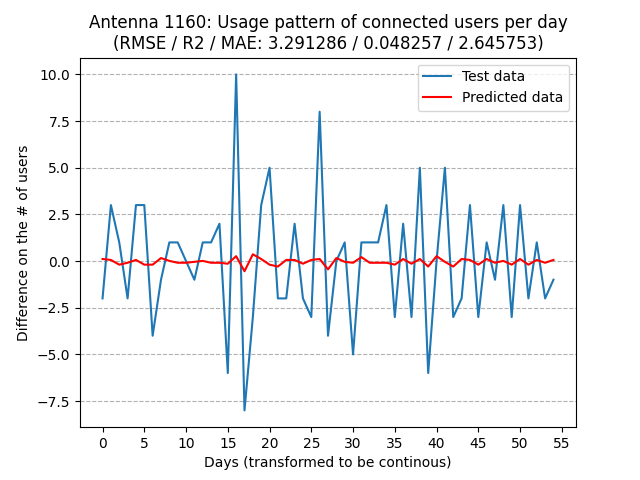 Antenna 1160: Usage pattern of connected users per day
(RMSE / R2 / MAE: 3.291286 / 0.048257 / 2.645753)
Test data
Predicted data
10.0
7.5
5.0
2.5
0.0
−2.5
−5.0
−7.5
Difference on the # of users
0 5 10 15 20 25 30 35 40 45 50 55
Days (transformed to be continous)